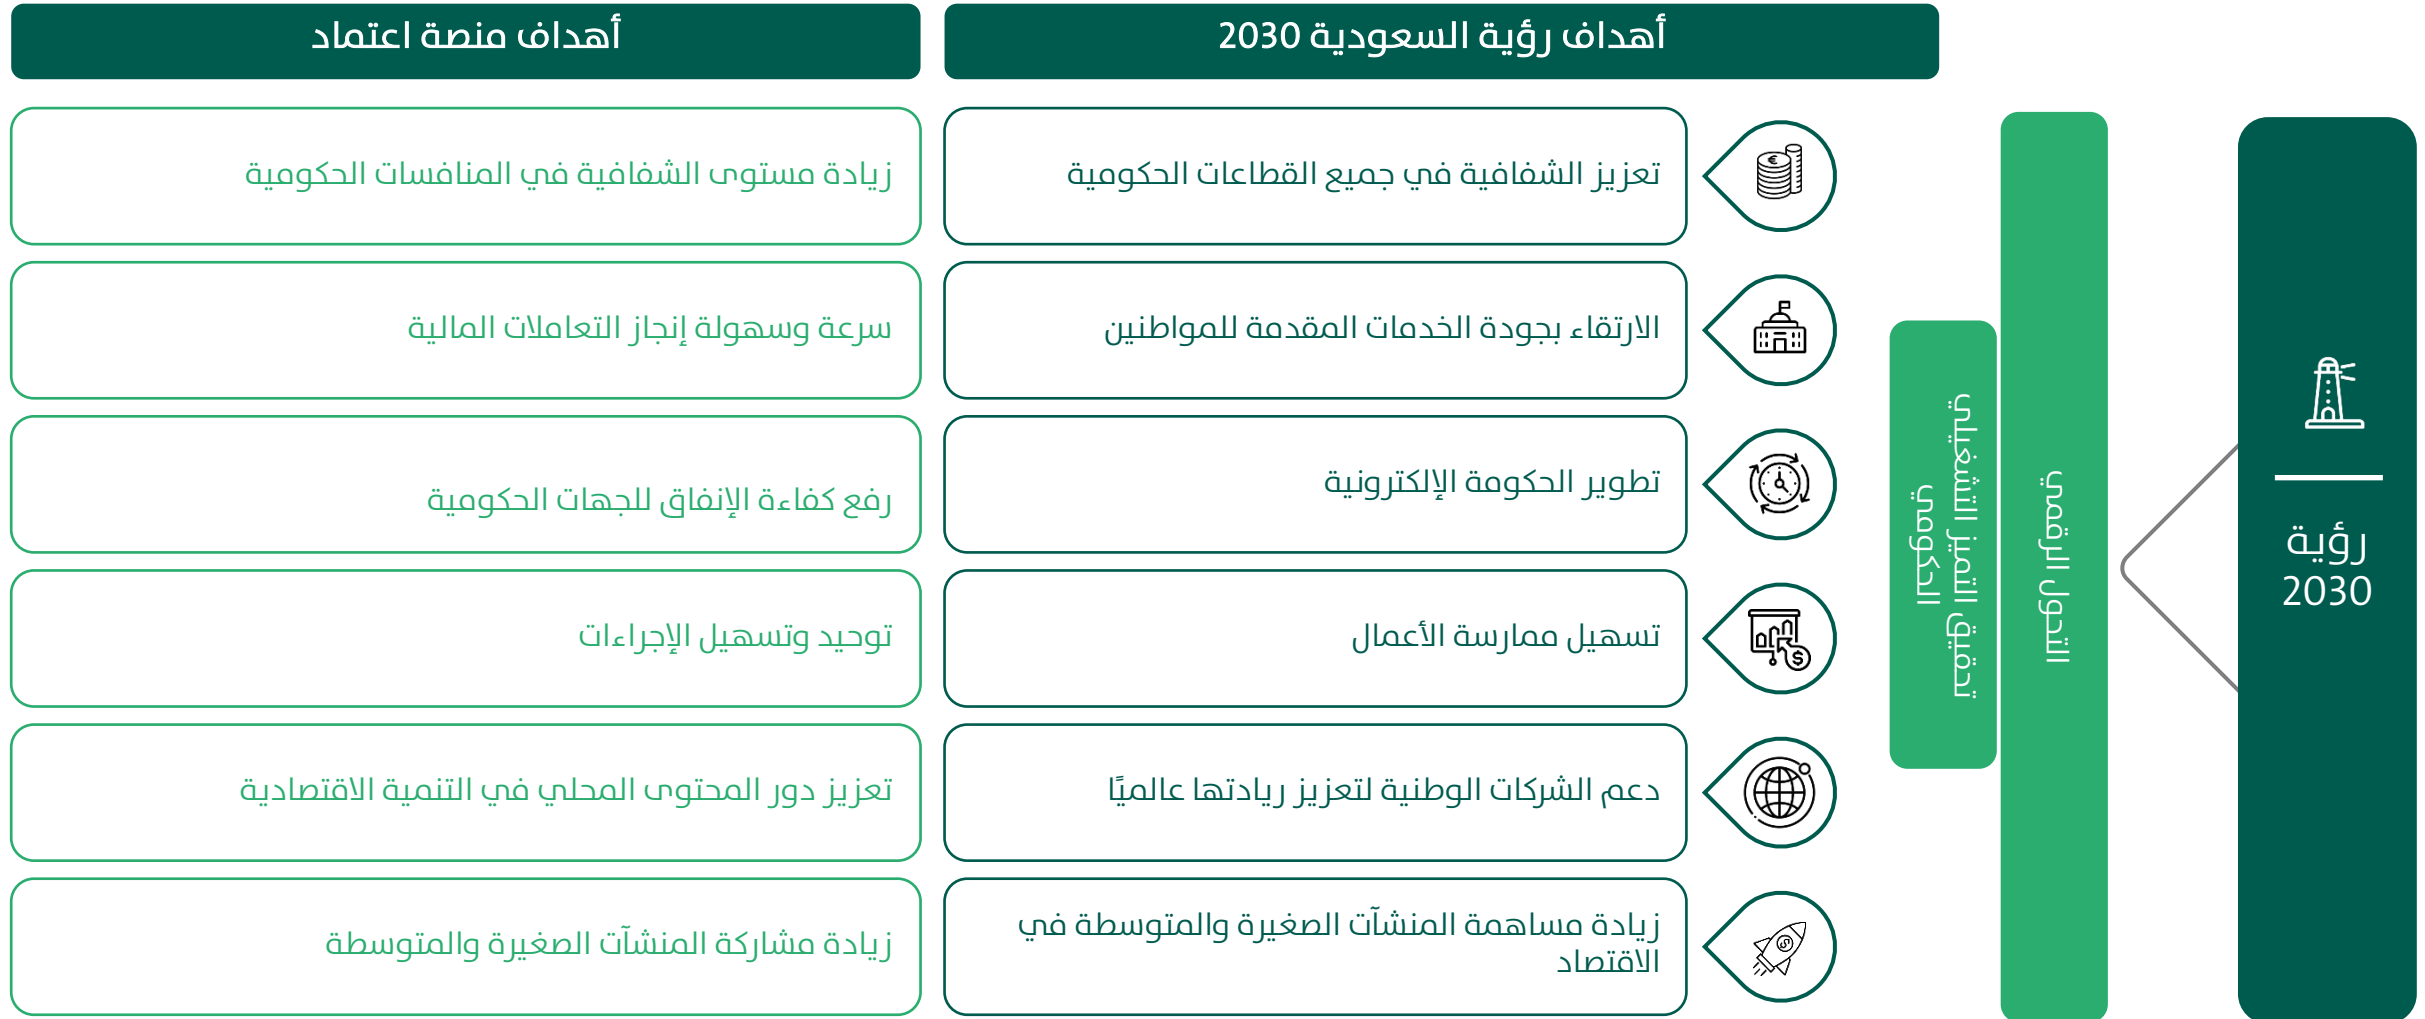 رؤية
2030
التحول الرقمي
تحقيق التميز التشغيلي
الحكومي
أهداف رؤية السعودية 2030
أهداف منصة اعتماد
تعزيز الشفافية في جميع القطاعات الحكومية
زيادة مستوى الشفافية في المنافسات الحكومية
الارتقاء بجودة الخدمات المقدمة للمواطنين
سرعة وسهولة إنجاز التعاملات المالية
تطوير الحكومة الإلكترونية
رفع كفاءة الإنفاق للجهات الحكومية
تسهيل ممارسة الأعمال
توحيد وتسهيل الإجراءات
دعم الشركات الوطنية لتعزيز ريادتها عالميًا
تعزيز دور المحتوى المحلي في التنمية الاقتصادية
زيادة مساهمة المنشآت الصغيرة والمتوسطة في
الاقتصاد
زيادة مشاركة المنشآت الصغيرة والمتوسطة